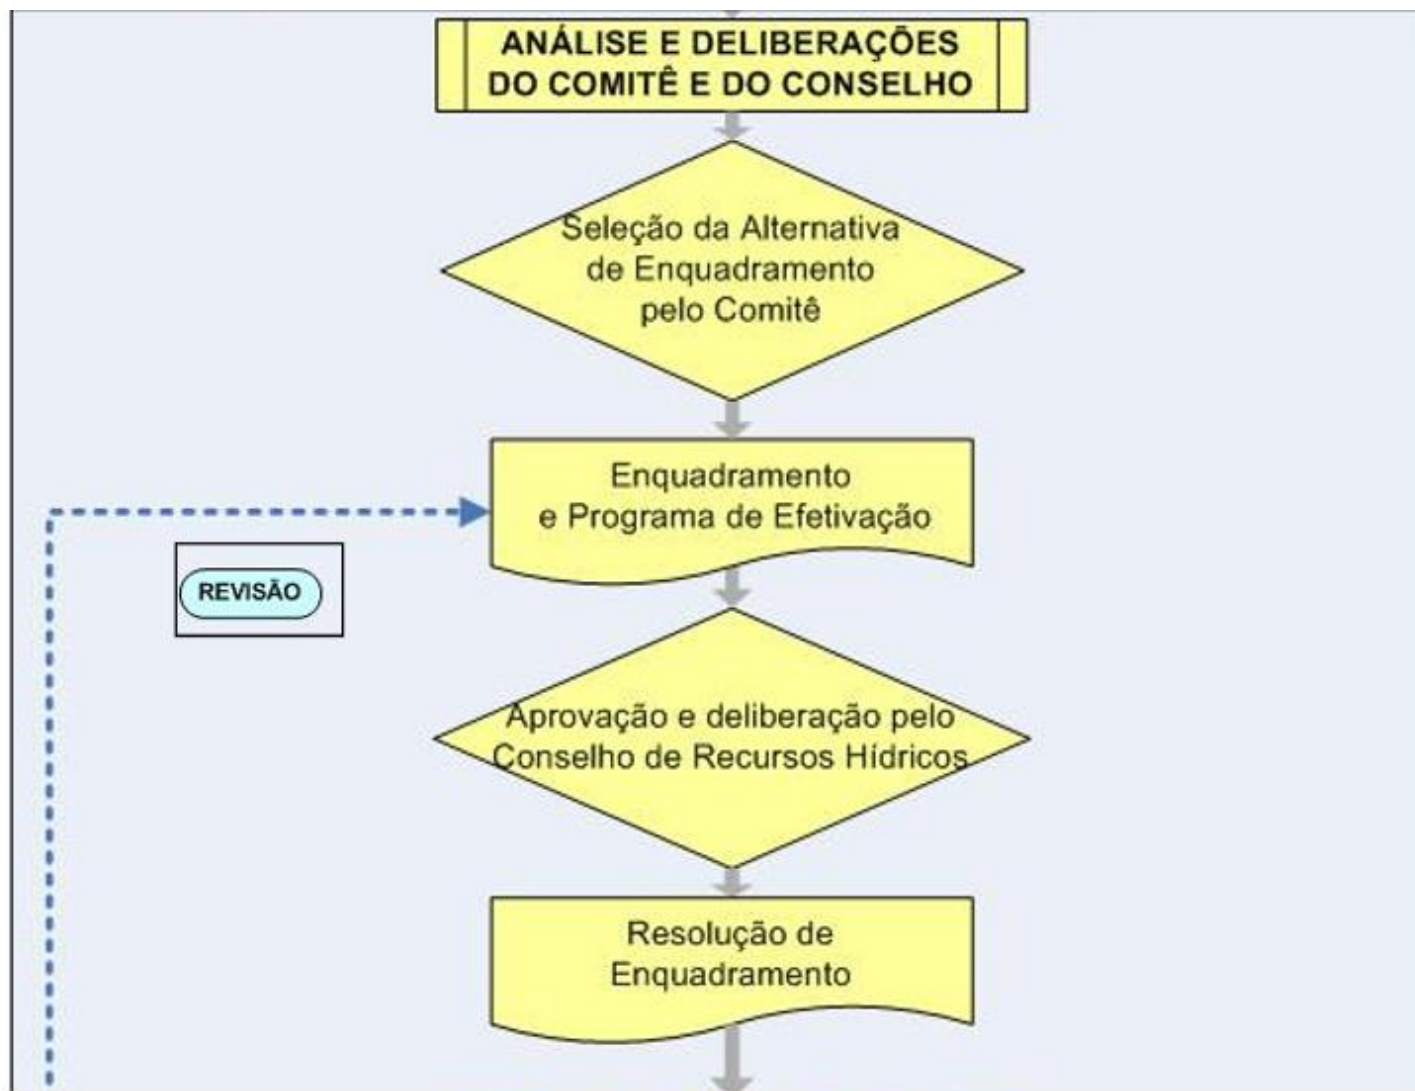 ANÁLISE E DELIBERAÇÕES
DO COMITÊ E DO CONSELHO
Seleção da Alternativa
de Enquadramento
pelo Comitê
Enquadramento
e Programa de Efetivação
REVISÃO
Aprovação e deliberação pelo
Conselho de Recursos Hídricos
Resolução de
Enquadramento